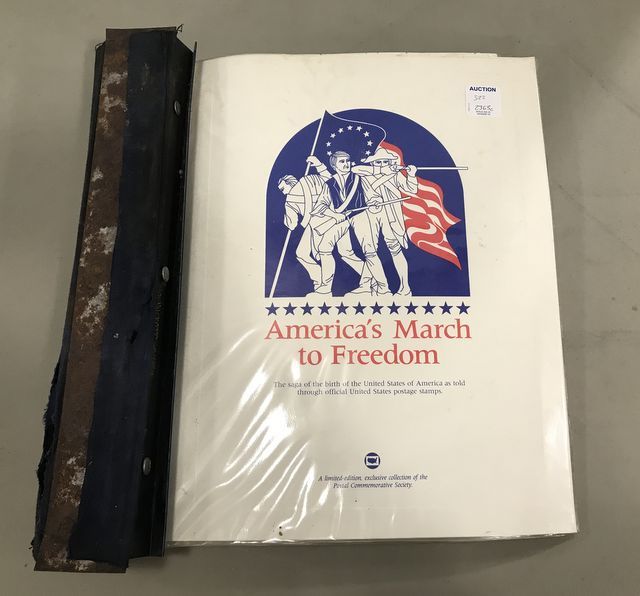 AUCTION
America's March
to Freedom
The saga of the birth of the United States of America as told
through official United States postage stamps.
A limited-edition, exclusive collection of the
Postal Commemorative Society.